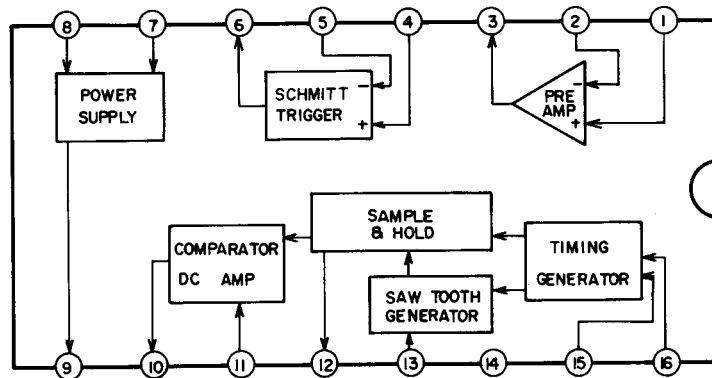 8 7 6 5 4 3 2 1
POWER
SUPPLY
SCHMITT
TRIGGER
-
+
PRE
AMP
-
+
COMPARATOR
DC AMP
SAMPLE
& HOLD
SAW TOOTH
GENERATOR
TIMING
GENERATOR
9 10 11 12 13 14 15 16